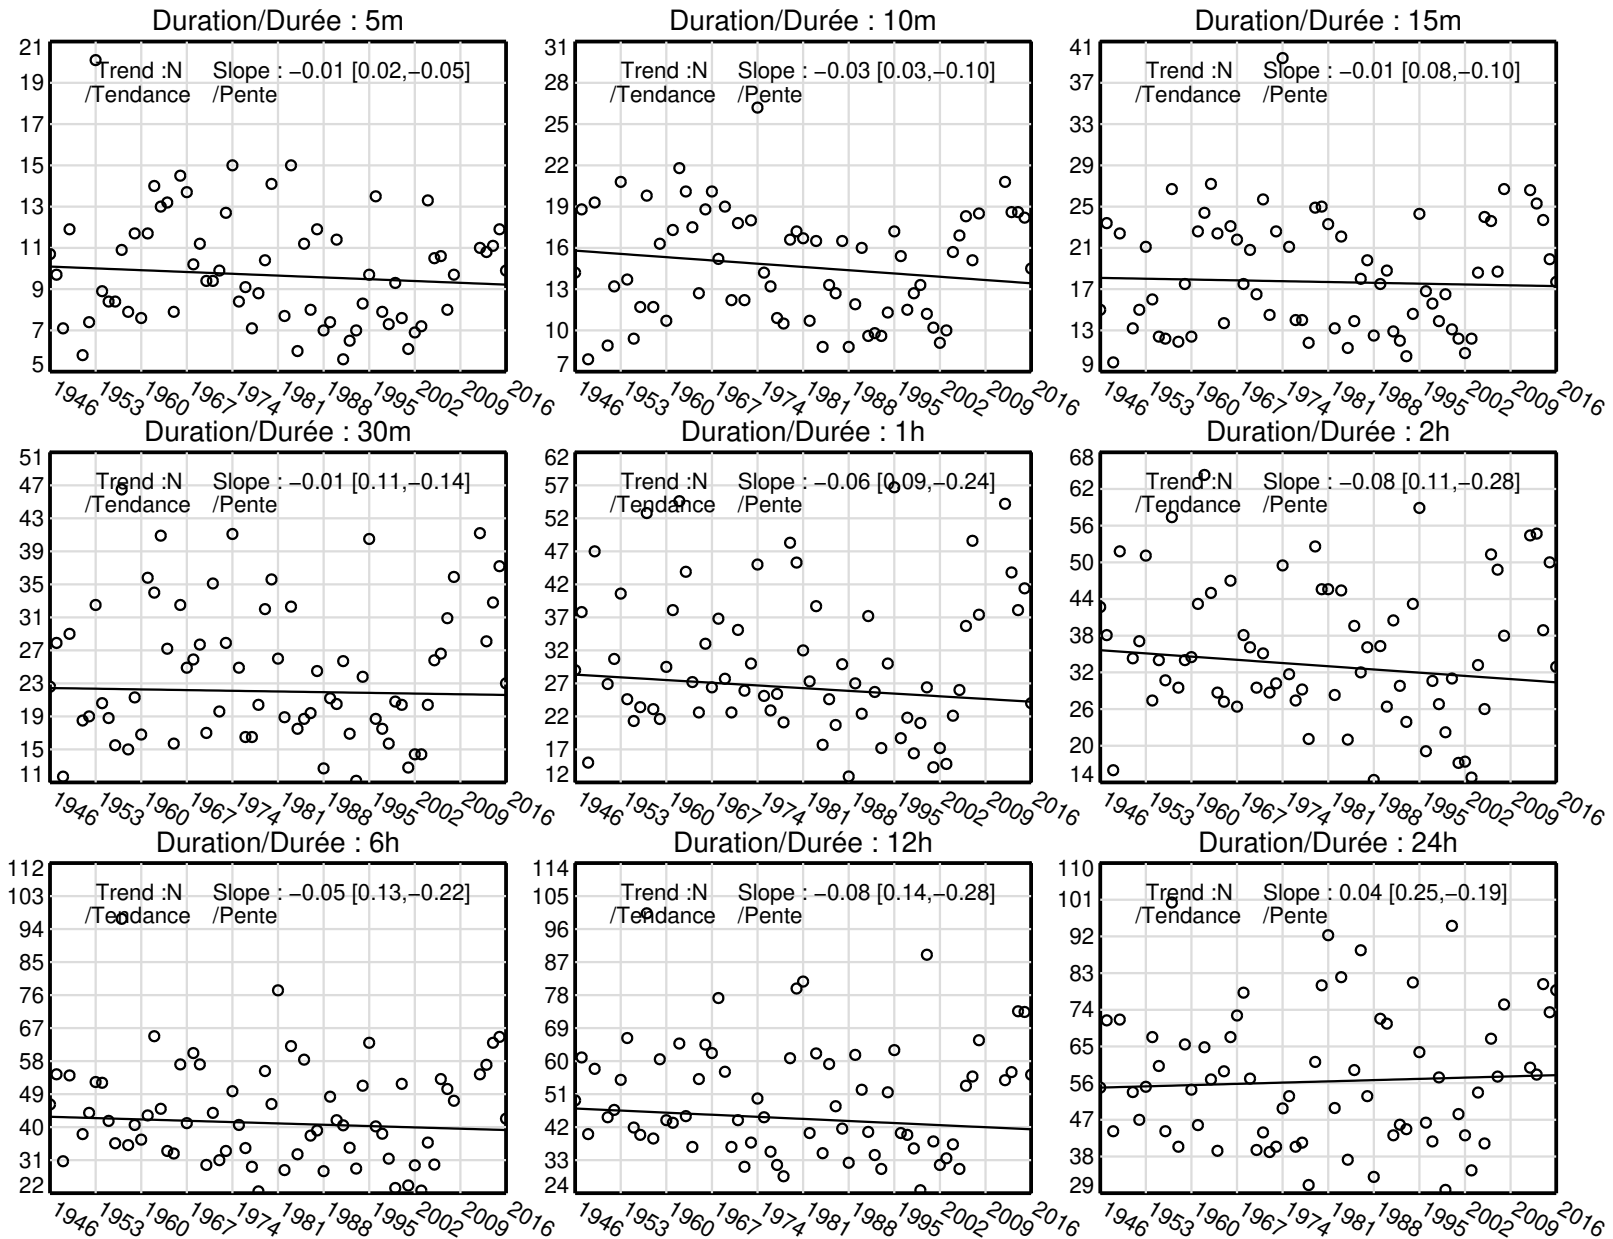 Duration/Durée : 5m
21
19
17
15
13
11
9
7
5
Trend :N Slope : −0.01 [0.02,−0.05]
/Tendance /Pente
1946 1953 1960 1967 1974 1981 1988 1995 2002 2009 2016
Duration/Durée : 10m
31
28
25
22
19
16
13
10
7
Trend :N Slope : −0.03 [0.03,−0.10]
/Tendance /Pente
1946 1953 1960 1967 1974 1981 1988 1995 2002 2009 2016
Duration/Durée : 15m
41
37
33
29
25
21
17
13
9
Trend :N Slope : −0.01 [0.08,−0.10]
/Tendance /Pente
1946 1953 1960 1967 1974 1981 1988 1995 2002 2009 2016
Duration/Durée : 30m
51
47
43
39
35
31
27
23
19
15
11
Trend :N Slope : −0.01 [0.11,−0.14]
/Tendance /Pente
1946 1953 1960 1967 1974 1981 1988 1995 2002 2009 2016
Duration/Durée : 1h
62
57
52
47
42
37
32
27
22
17
12
Trend :N Slope : −0.06 [0.09,−0.24]
/Tendance /Pente
1946 1953 1960 1967 1974 1981 1988 1995 2002 2009 2016
Duration/Durée : 2h
68
62
56
50
44
38
32
26
20
14
Trend :N Slope : −0.08 [0.11,−0.28]
/Tendance /Pente
1946 1953 1960 1967 1974 1981 1988 1995 2002 2009 2016
Duration/Durée : 6h
112
103
94
85
76
67
58
49
40
31
22
Trend :N Slope : −0.05 [0.13,−0.22]
/Tendance /Pente
1946 1953 1960 1967 1974 1981 1988 1995 2002 2009 2016
Duration/Durée : 12h
114
105
96
87
78
69
60
51
42
33
24
Trend :N Slope : −0.08 [0.14,−0.28]
/Tendance /Pente
1946 1953 1960 1967 1974 1981 1988 1995 2002 2009 2016
Duration/Durée : 24h
110
101
92
83
74
65
56
47
38
29
Trend :N Slope : 0.04 [0.25,−0.19]
/Tendance /Pente
1946 1953 1960 1967 1974 1981 1988 1995 2002 2009 2016